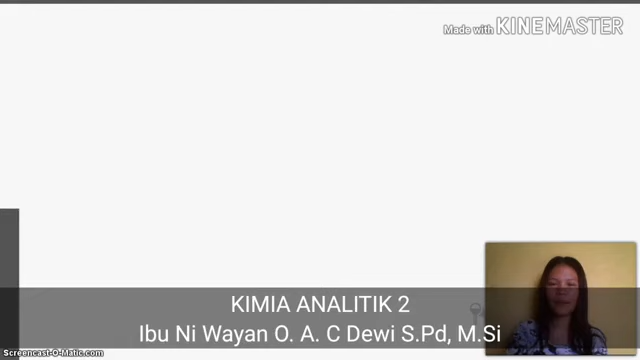 Made with KINEMASTER
KIMIA ANALITIK 2
Ibu Ni Wayan O. A. C Dewi S.Pd, M.Si
Screencast-O-Matic.com